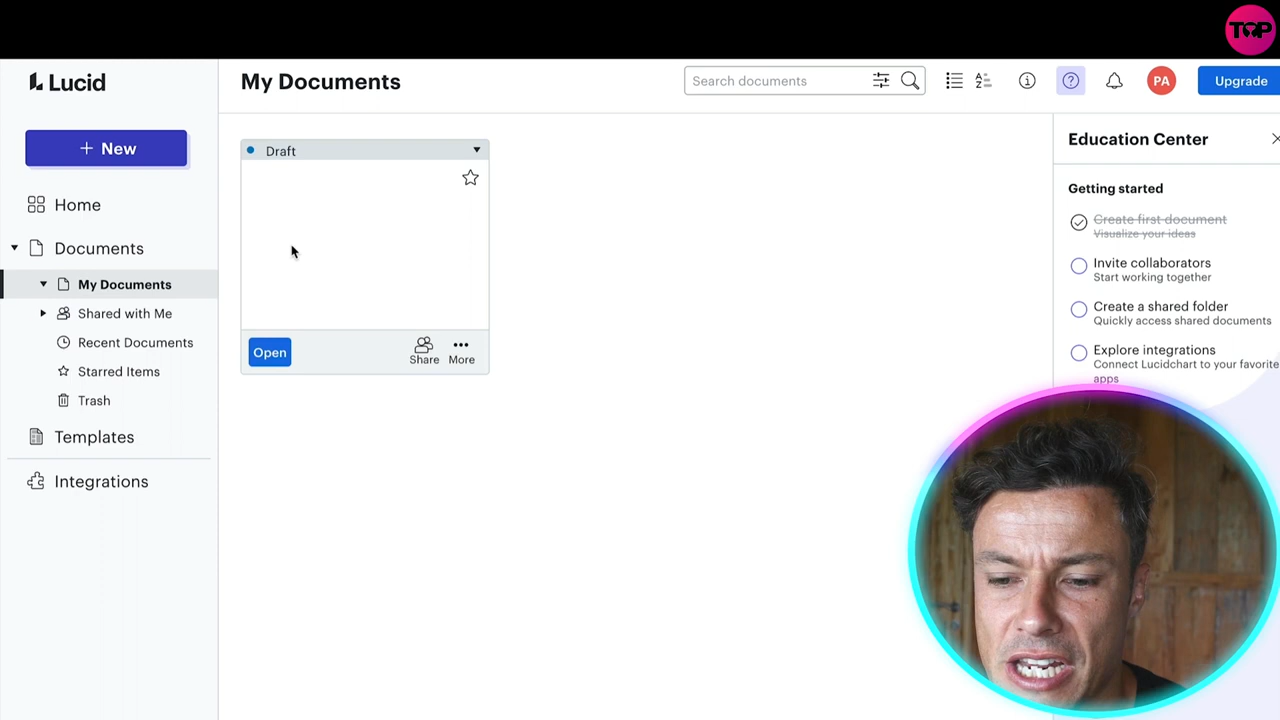 TOP
Lucid
My Documents
Search documents
PA
Upgrade
+ New
Home
Documents
My Documents
Shared with Me
Recent Documents
Starred Items
Trash
Templates
Integrations
Draft
Open
Share
More
Education Center
Getting started
Create first document
Visualize your ideas
Invite collaborators
Start working together
Create a shared folder
Quickly access shared documents
Explore integrations
Connect Lucidchart to your favorite
apps